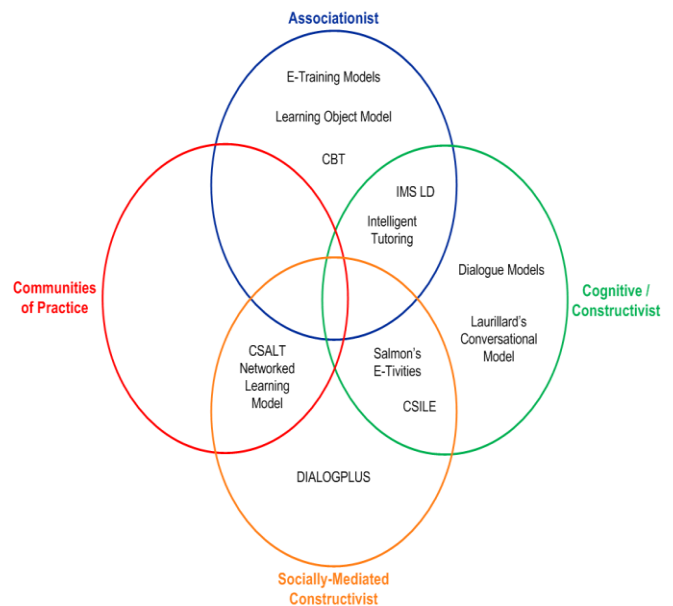 Associationist
E-Training Models
Learning Object Model
CBT
IMS LD
Intelligent
Tutoring
Dialogue Models
Communities
of Practice
Cognitive /
Constructivist
Laurillard's
Conversational
Model
CSALT
Networked
Learning
Model
Salmon's
E-Tivities
CSILE
DIALOGPLUS
Socially-Mediated
Constructivist